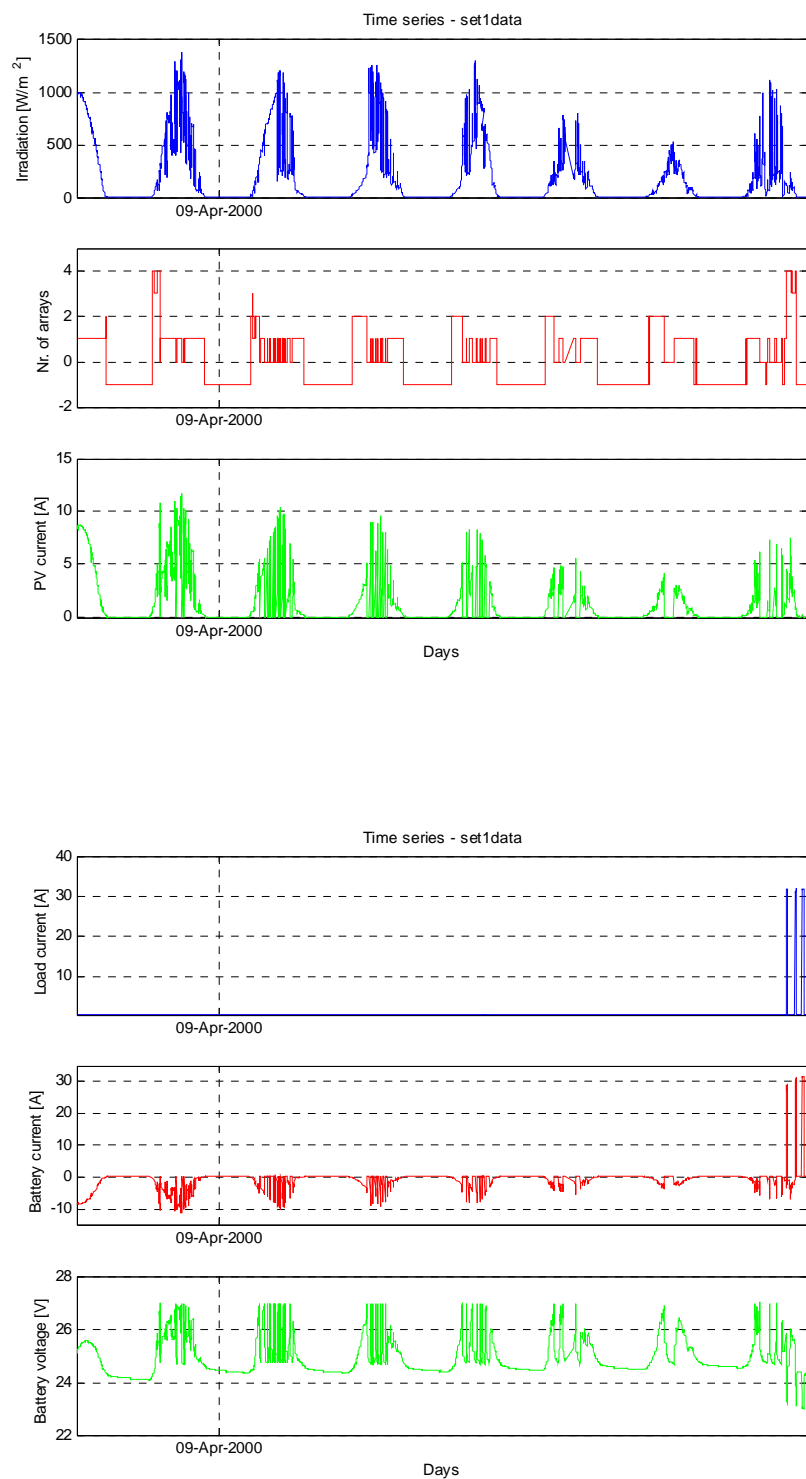 Time series - set1data
Irradiation [W/m 2]
1500
1000
500
0
09-Apr-2000
Nr. of arrays
4
2
0
-2
09-Apr-2000
PV current [A]
15
10
5
0
09-Apr-2000
Days
Time series - set1data
Load current [A]
40
30
20
10
09-Apr-2000
Battery current [A]
30
20
10
0
-10
09-Apr-2000
Battery voltage [V]
28
26
24
22
09-Apr-2000
Days